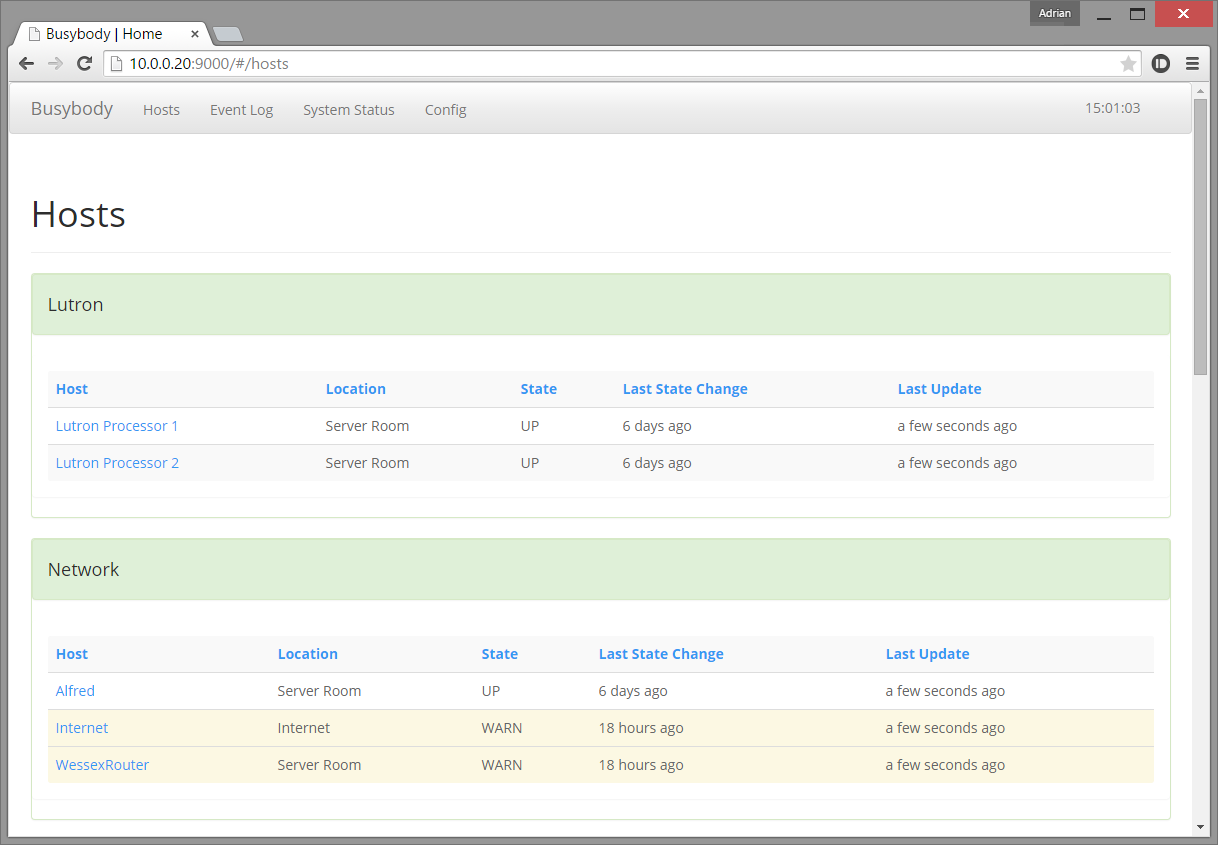 Adrian
Busybody | Home
10.0.0.20:9000/#/hosts
Busybody Hosts Event Log System Status Config 15:01:03
Hosts
Lutron
Host Location State Last State Change Last Update
Lutron Processor 1 Server Room UP 6 days ago a few seconds ago
Lutron Processor 2 Server Room UP 6 days ago a few seconds ago
Network
Host Location State Last State Change Last Update
Alfred Server Room UP 6 days ago a few seconds ago
Internet Internet WARN 18 hours ago a few seconds ago
WessexRouter Server Room WARN 18 hours ago a few seconds ago